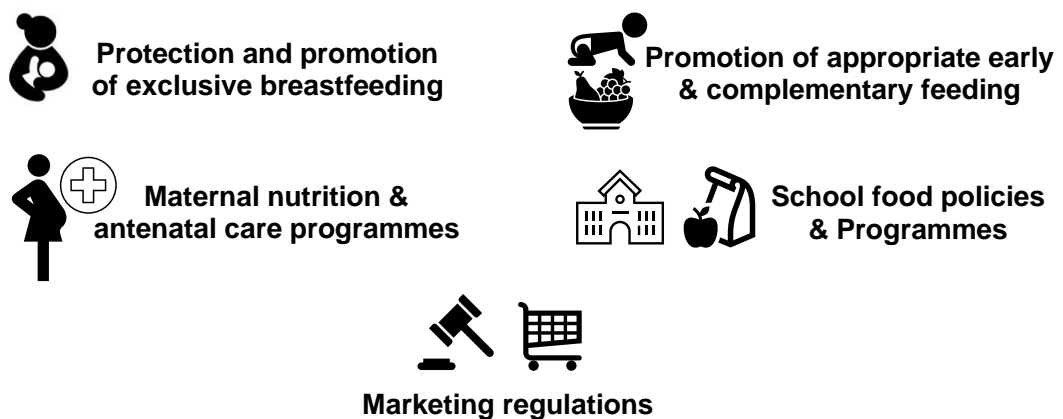 Protection and promotion
of exclusive breastfeeding
Promotion of appropriate early
& complementary feeding
Maternal nutrition &
antenatal care programmes
School food policies
& Programmes
Marketing regulations